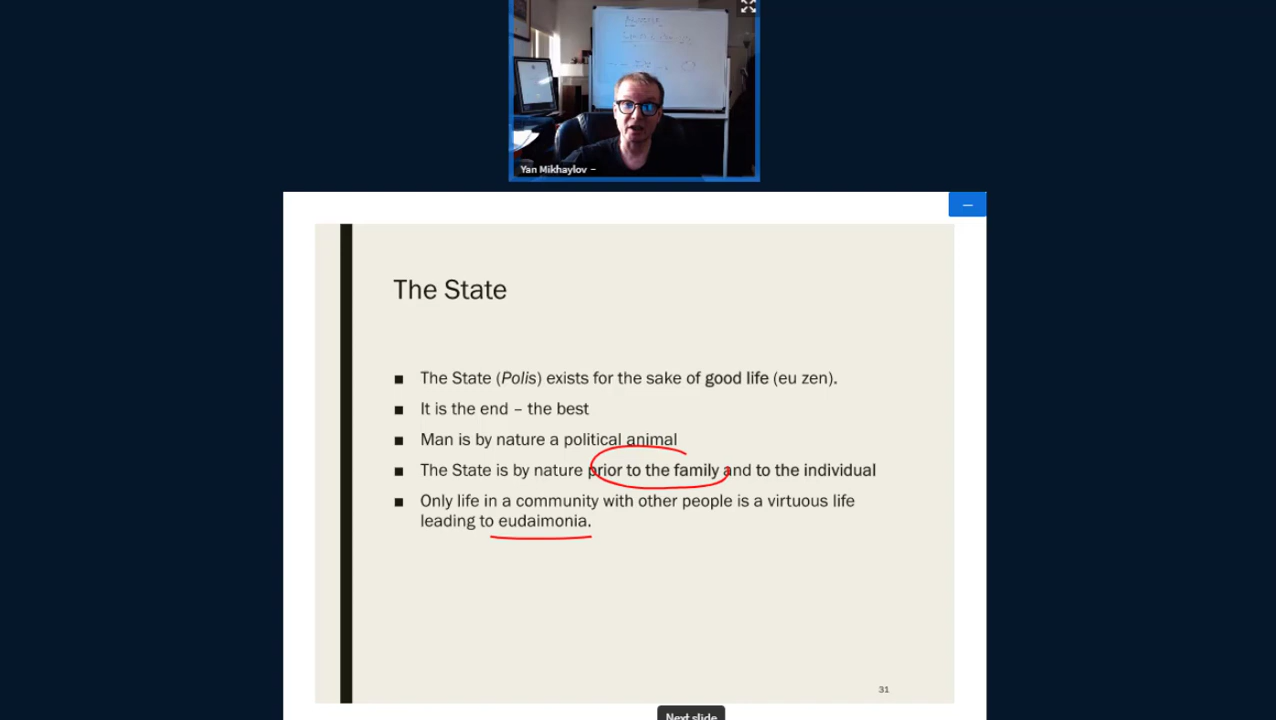 Yan Mikhaylov
The State
■ The State (Polis) exists for the sake of good life (eu zen).
■ It is the end – the best
■ Man is by nature a political animal
■ The State is by nature prior to the family and to the individual
■ Only life in a community with other people is a virtuous life
leading to eudaimonia.
31
Next slide